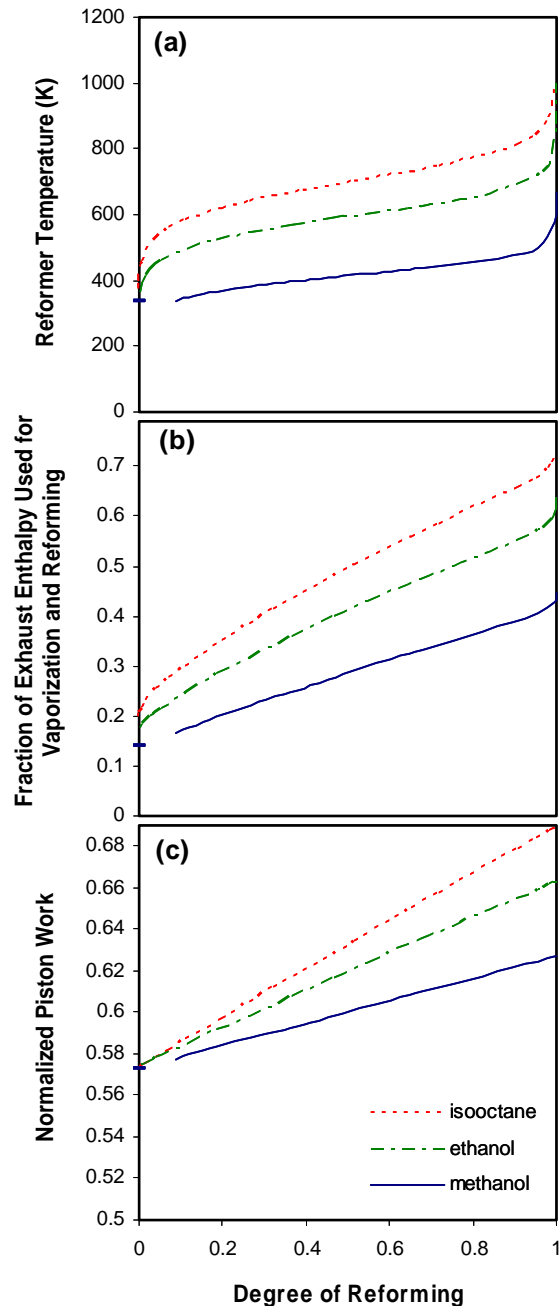 (a)
Reformer Temperature (K)
1200
1000
800
600
400
200
0
(b)
Fraction of Exhaust Enthalpy Used for
Vaporization and Reforming
0.7
0.6
0.5
0.4
0.3
0.2
0.1
0
(c)
Normalized Piston Work
0.68
0.66
0.64
0.62
0.6
0.58
0.56
0.54
0.52
0.5
isooctane
ethanol
methanol
0 0.2 0.4 0.6 0.8 1
Degree of Reforming